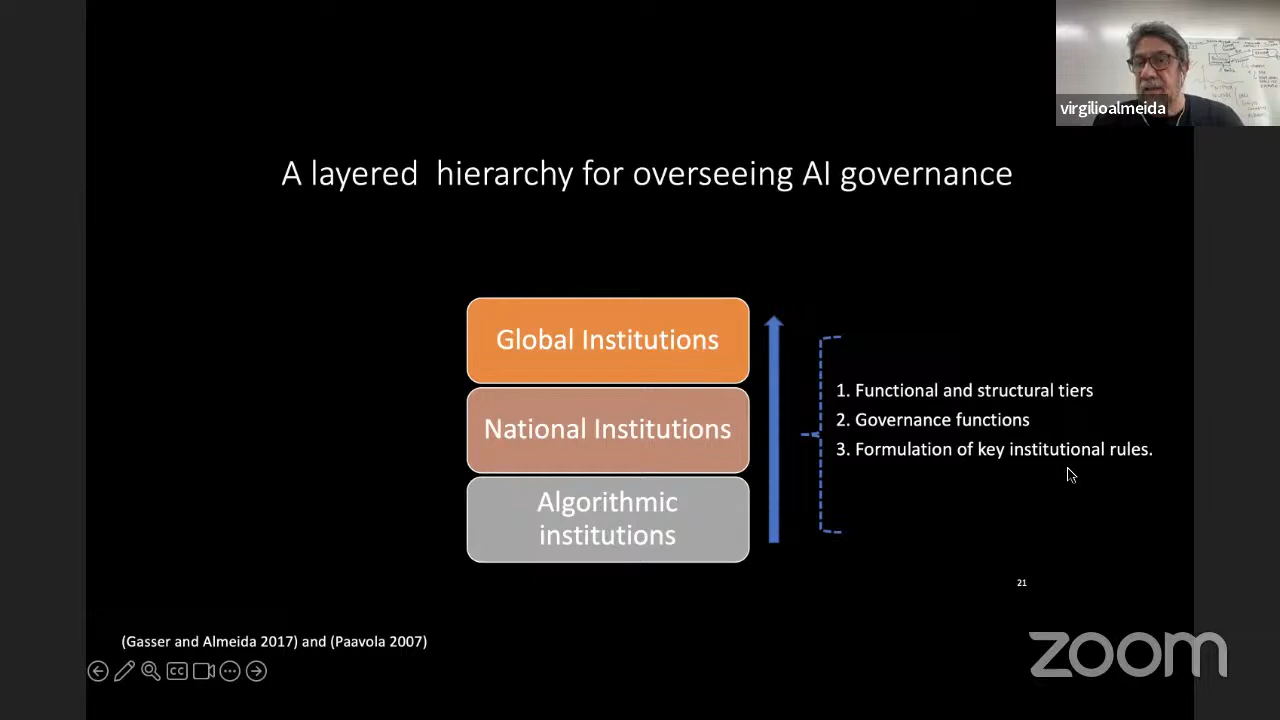 virgilioalmeida
A layered hierarchy for overseeing AI governance
Global Institutions
National Institutions
Algorithmic
institutions
1. Functional and structural tiers
2. Governance functions
3. Formulation of key institutional rules.
21
(Gasser and Almeida 2017) and (Paavola 2007)
CC
zoom